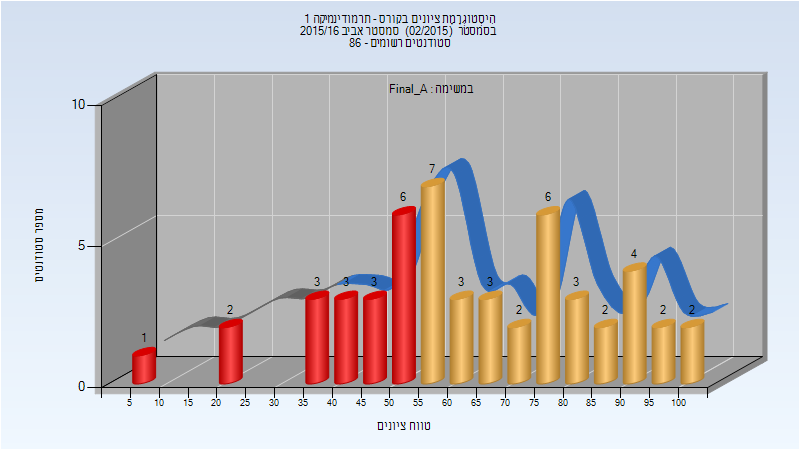 הִיסְטוגְרָמַת ציונים בקורס - תרמודינמיקה 1
בסמסטר (02/2015) סמסטר אביב 2015/16
סטודנטים רשומים - 86
במשימה : Final_A
10
5
0
מספר סטודנטים
1
2
3
3
3
6
7
3
3
2
6
3
2
4
2
2
5 10 15 20 25 30 35 40 45 50 55 60 65 70 75 80 85 90 95 100
טווח ציונים